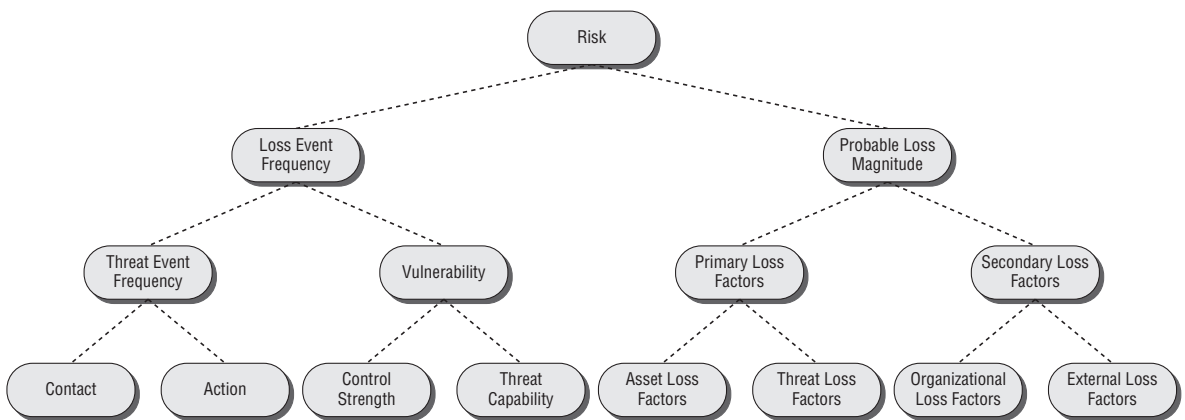 Risk
Loss Event
Frequency
Probable Loss
Magnitude
Threat Event
Frequency
Vulnerability
Primary Loss
Factors
Secondary Loss
Factors
Contact
Action
Control
Strength
Threat
Capability
Asset Loss
Factors
Threat Loss
Factors
Organizational
Loss Factors
External Loss
Factors